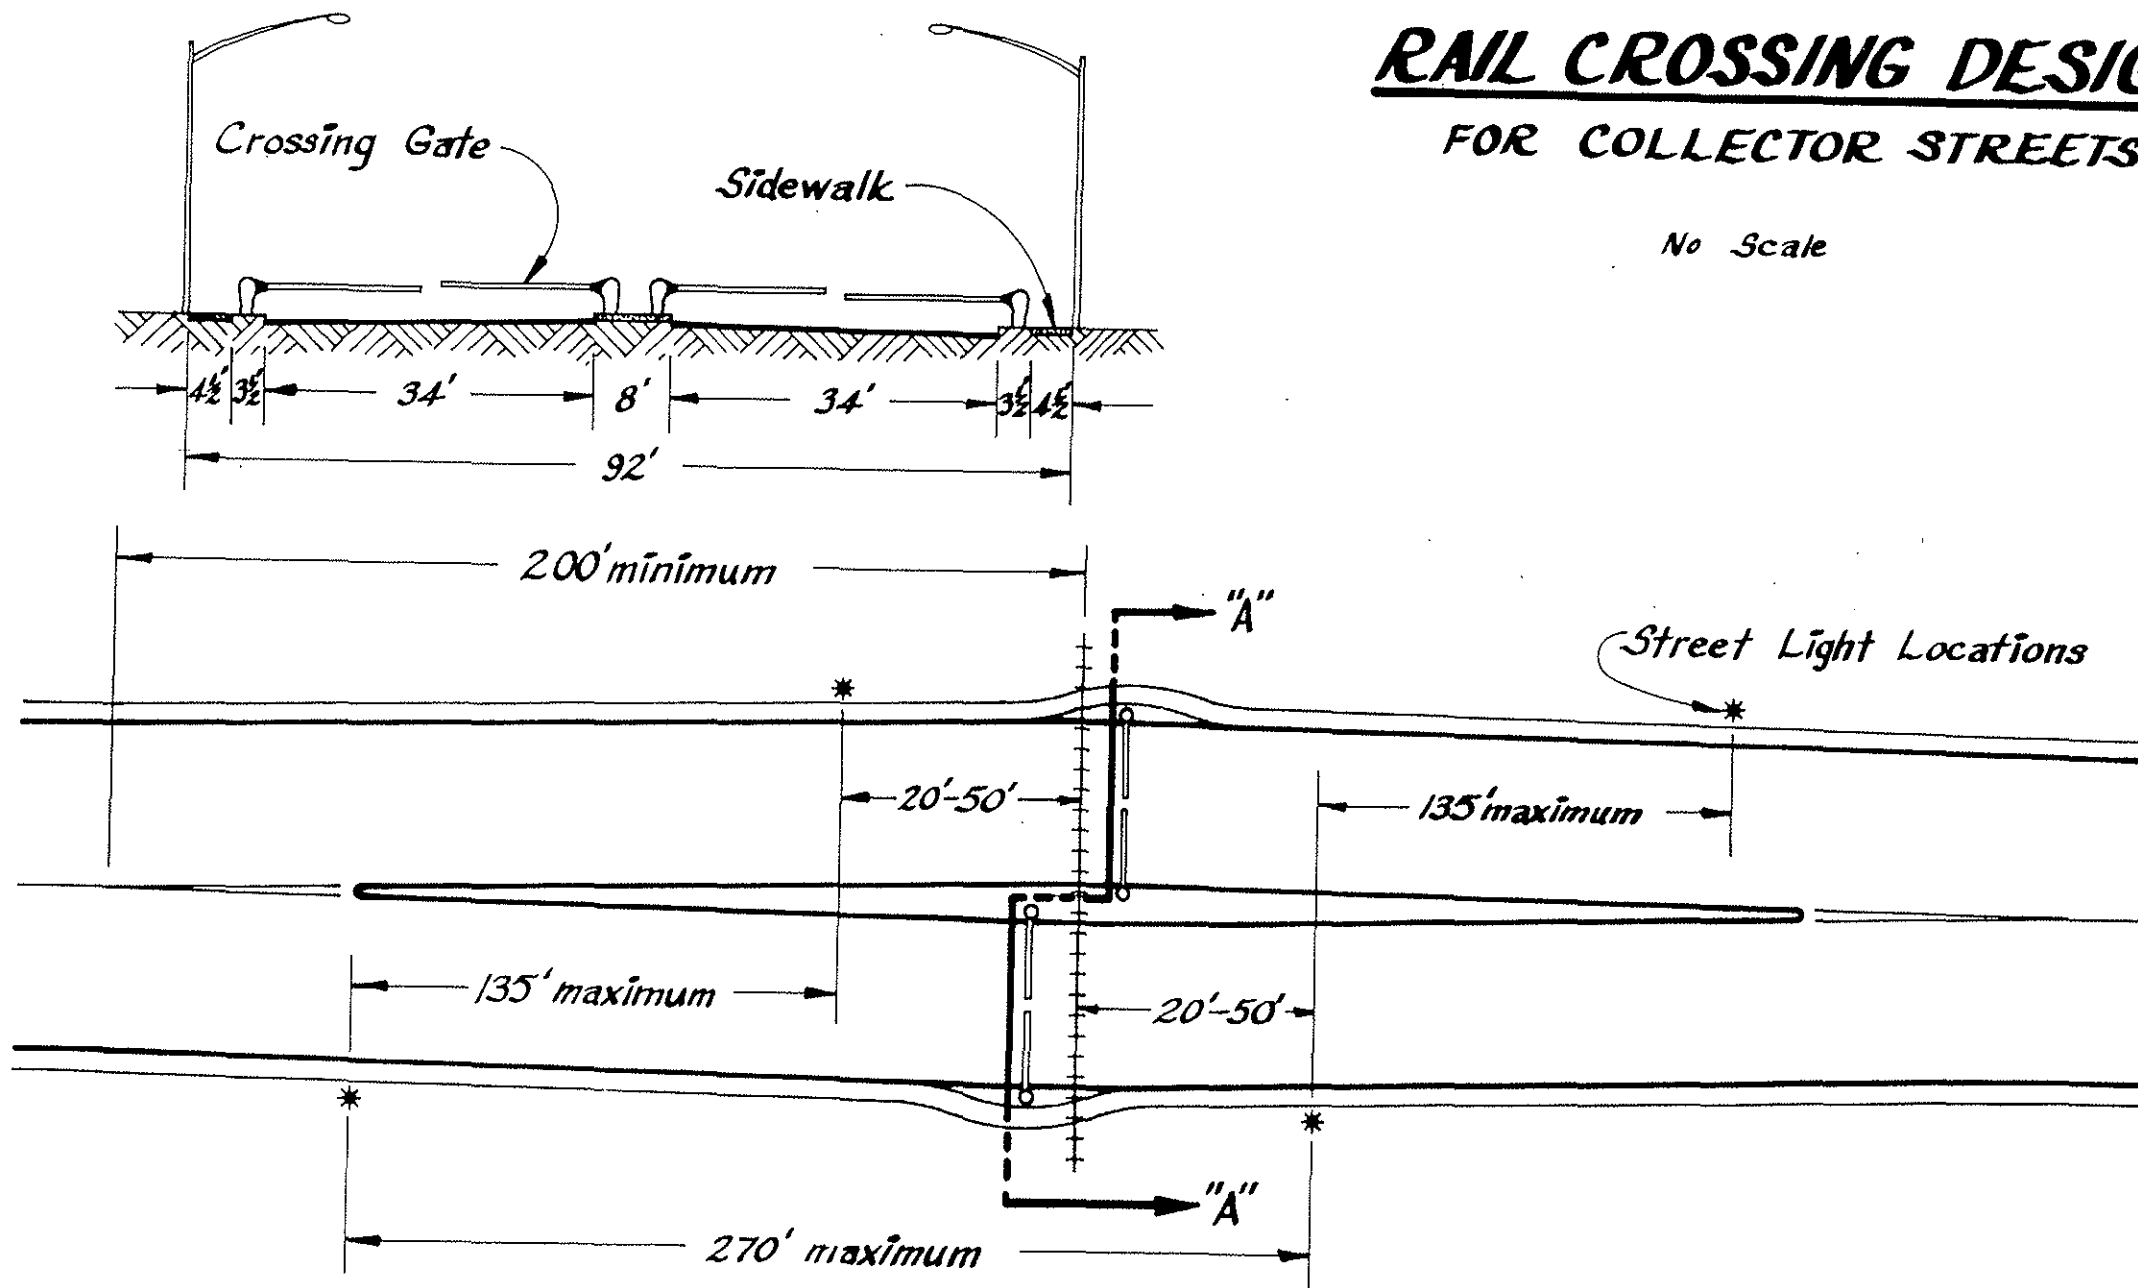 RAIL CROSSING DESIG
FOR COLLECTOR STREETS
No Scale
Crossing Gate
Sidewalk
4½' 3½' 34' 8' 34' 3½' 4½'
92'
200' minimum
"A"
Street Light Locations
20'-50'
135' maximum
135' maximum
20'-50'
"A"
270' maximum